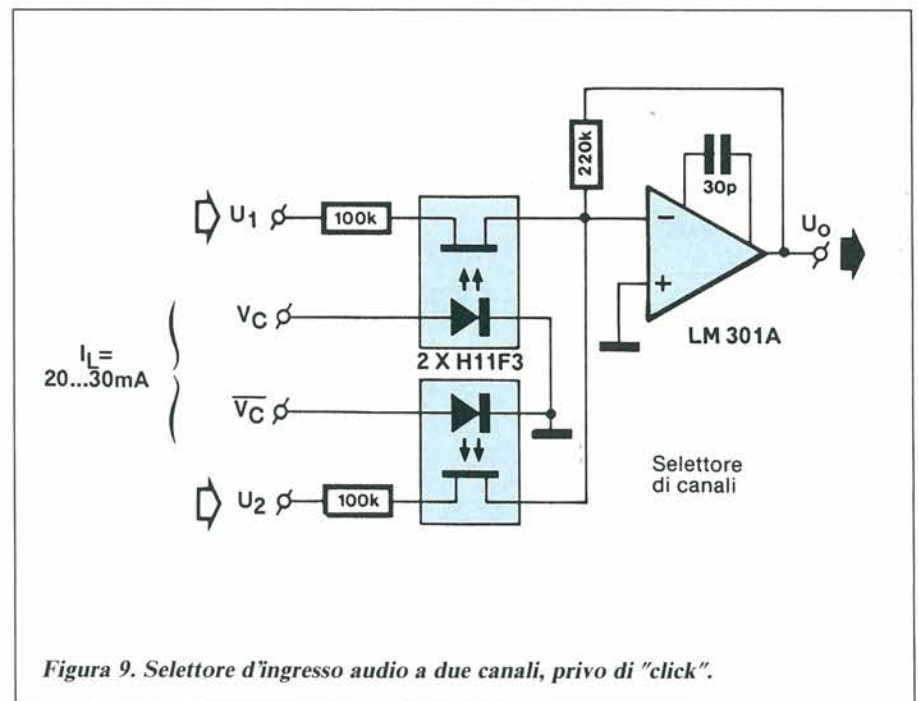 220k
30p
U1
100k
Uo
−
+
LM 301A
VC
2 X H11F3
IL=
20...30mA
VC
Selettore
di canali
U2
100k
Figura 9. Selettore d'ingresso audio a due canali, privo di "click".